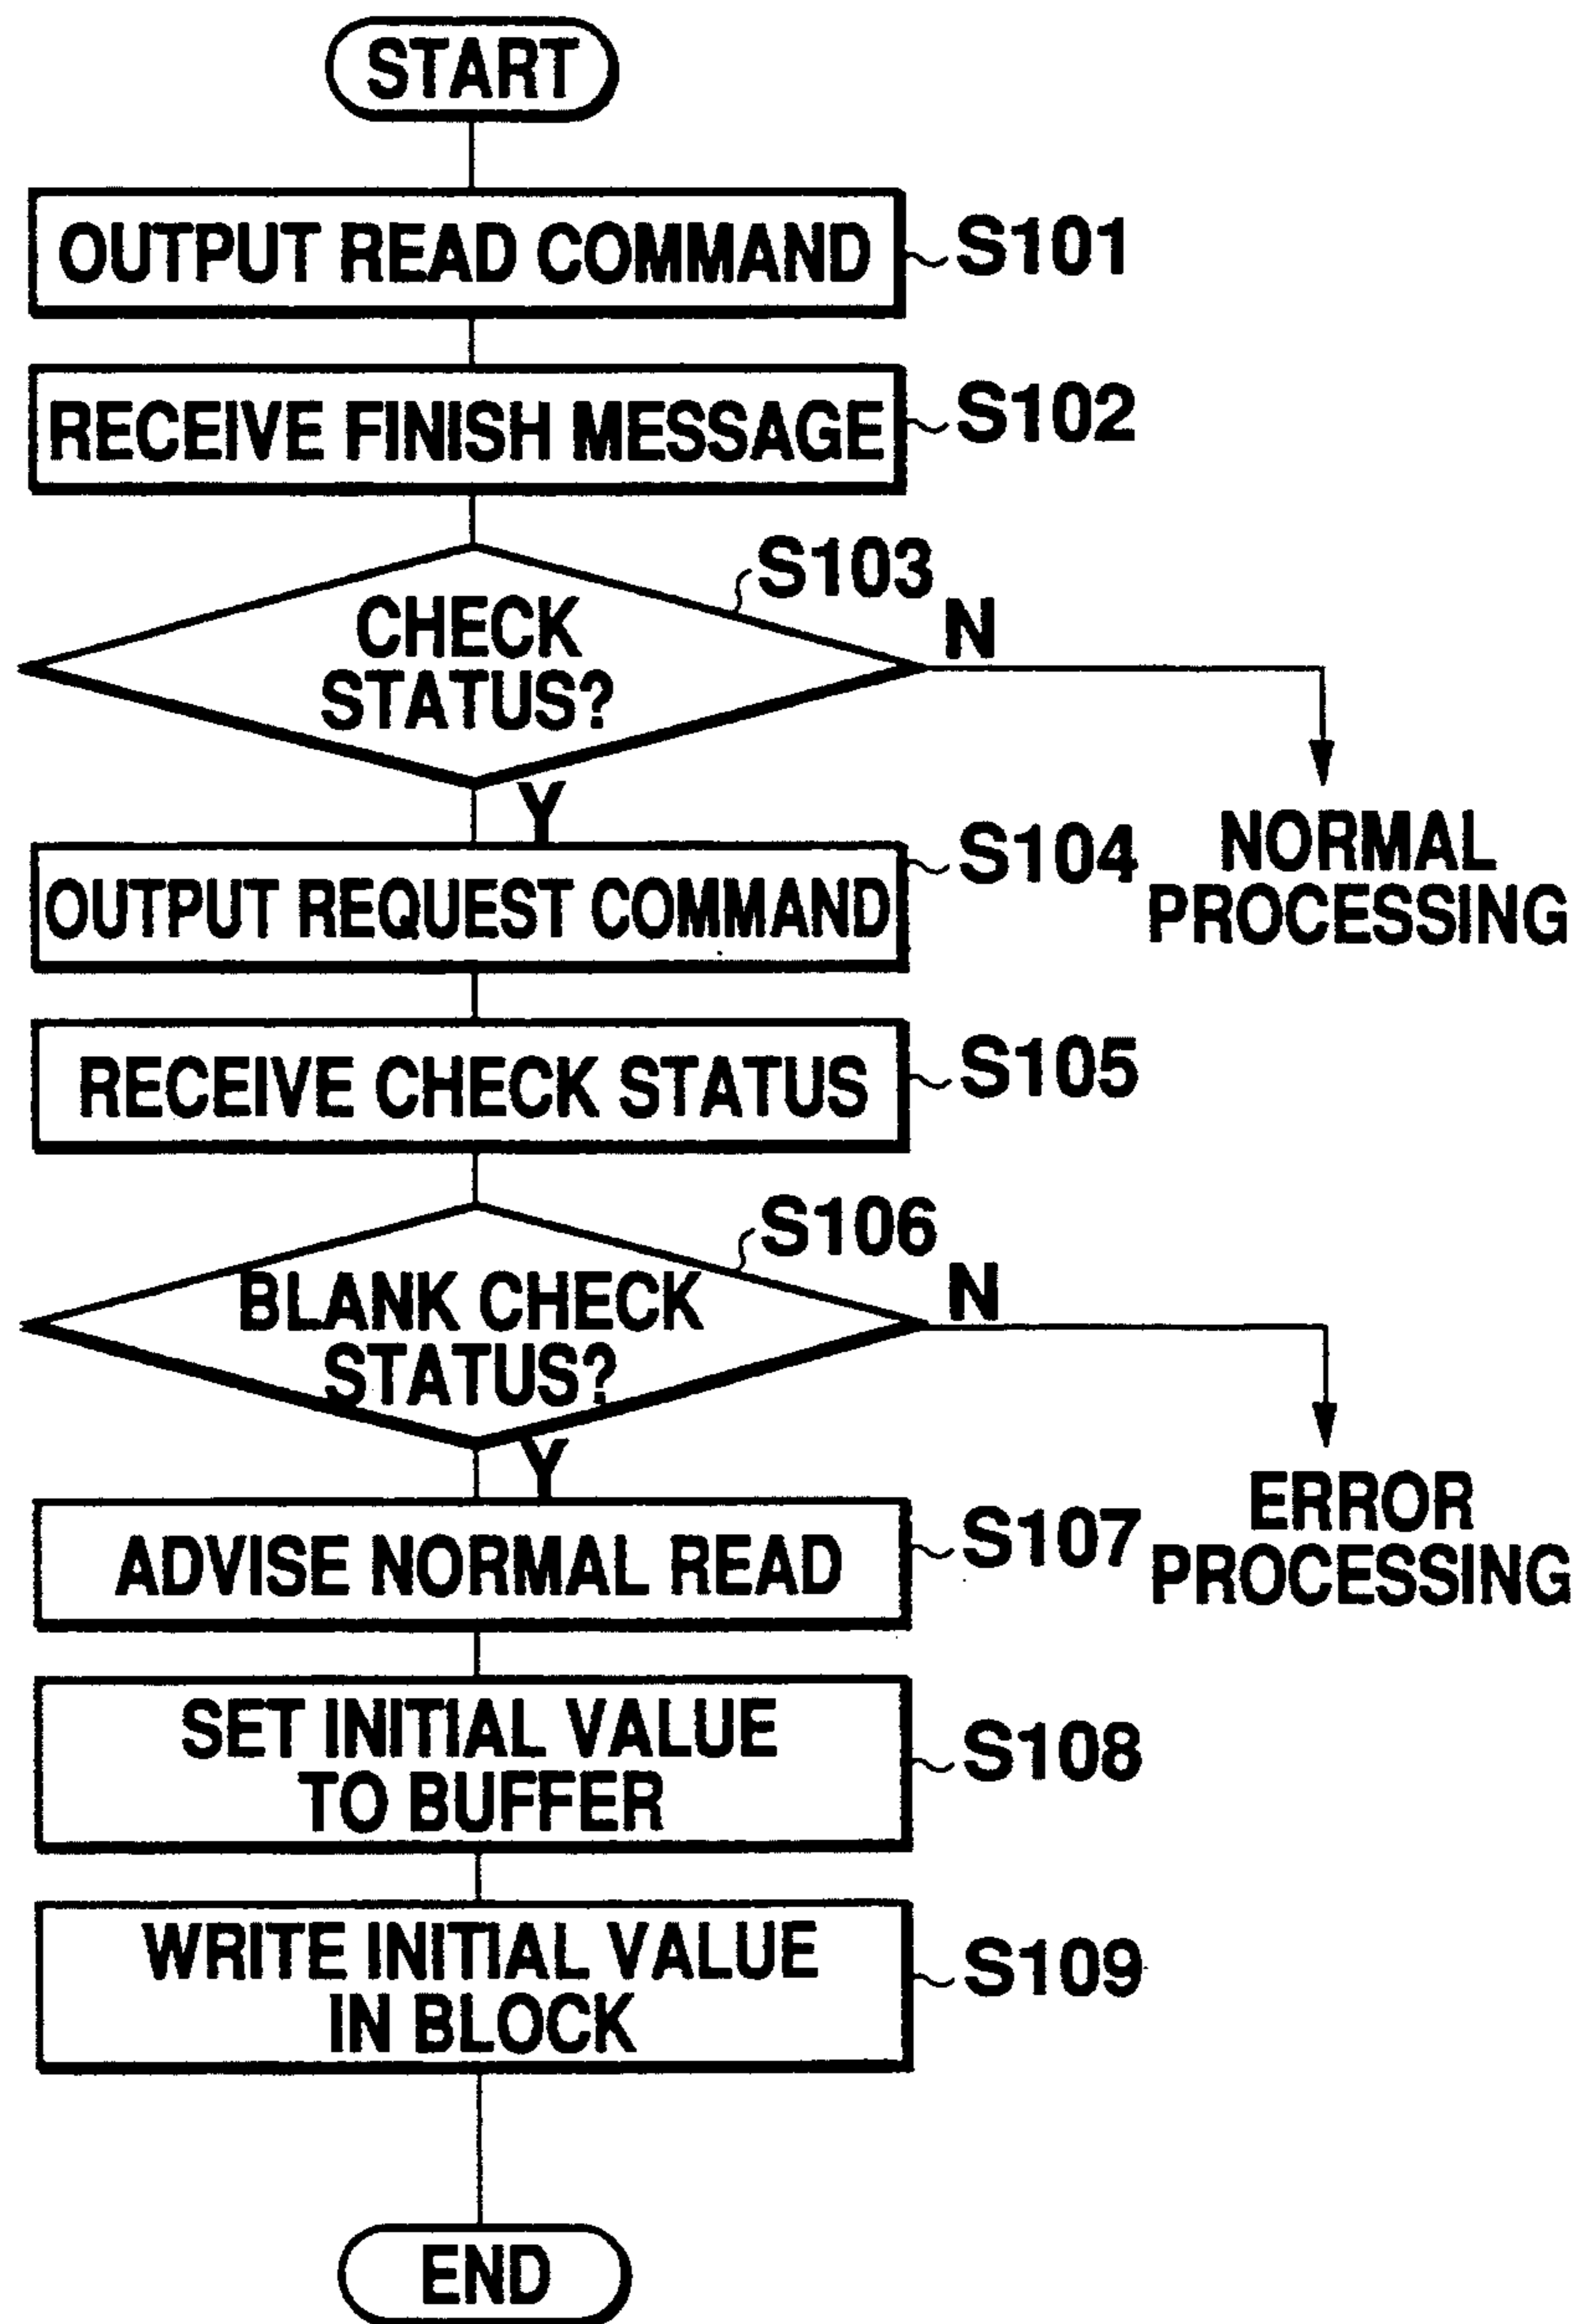 START
OUTPUT READ COMMAND
S101
RECEIVE FINISH MESSAGE
S102
CHECK
STATUS?
S103
N
NORMAL
PROCESSING
Y
OUTPUT REQUEST COMMAND
S104
RECEIVE CHECK STATUS
S105
BLANK CHECK
STATUS?
S106
N
ERROR
PROCESSING
Y
ADVISE NORMAL READ
S107
SET INITIAL VALUE
TO BUFFER
S108
WRITE INITIAL VALUE
IN BLOCK
S109
END